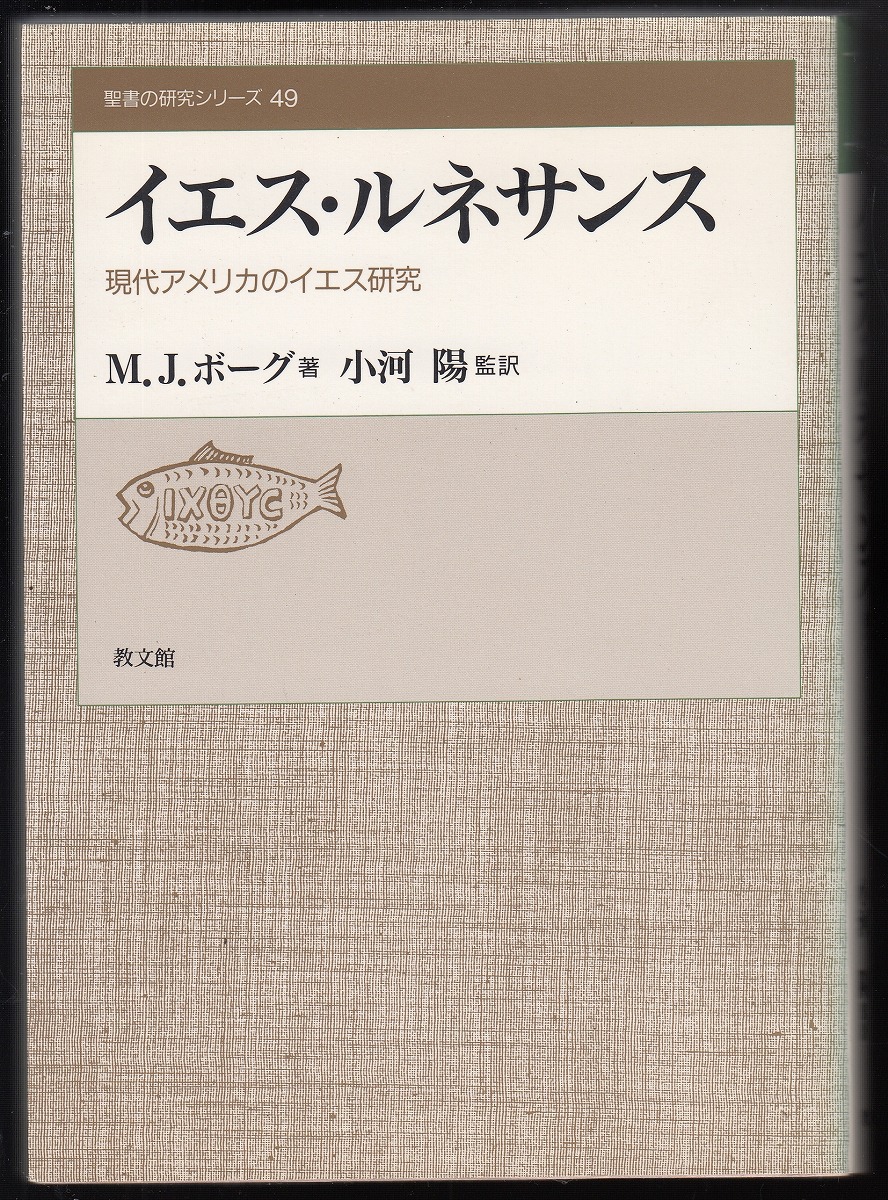 聖書の研究シリーズ 49
イエス・ルネサンス
現代アメリカのイエス研究
M.J.ボーグ著 小河 陽監訳
ΙΧΘΥC
教文館